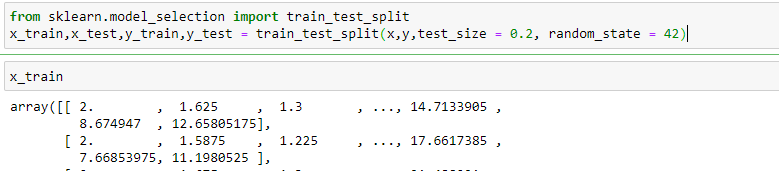 from sklearn.model_selection import train_test_split
x_train,x_test,y_train,y_test = train_test_split(x,y,test_size = 0.2, random_state = 42)
x_train
array([[ 2.        ,  1.625     ,  1.3       , ..., 14.7133905 ,
         8.674947  , 12.65805175],
       [ 2.        ,  1.5875    ,  1.225     , ..., 17.6617385 ,
         7.66853975, 11.1980525 ],